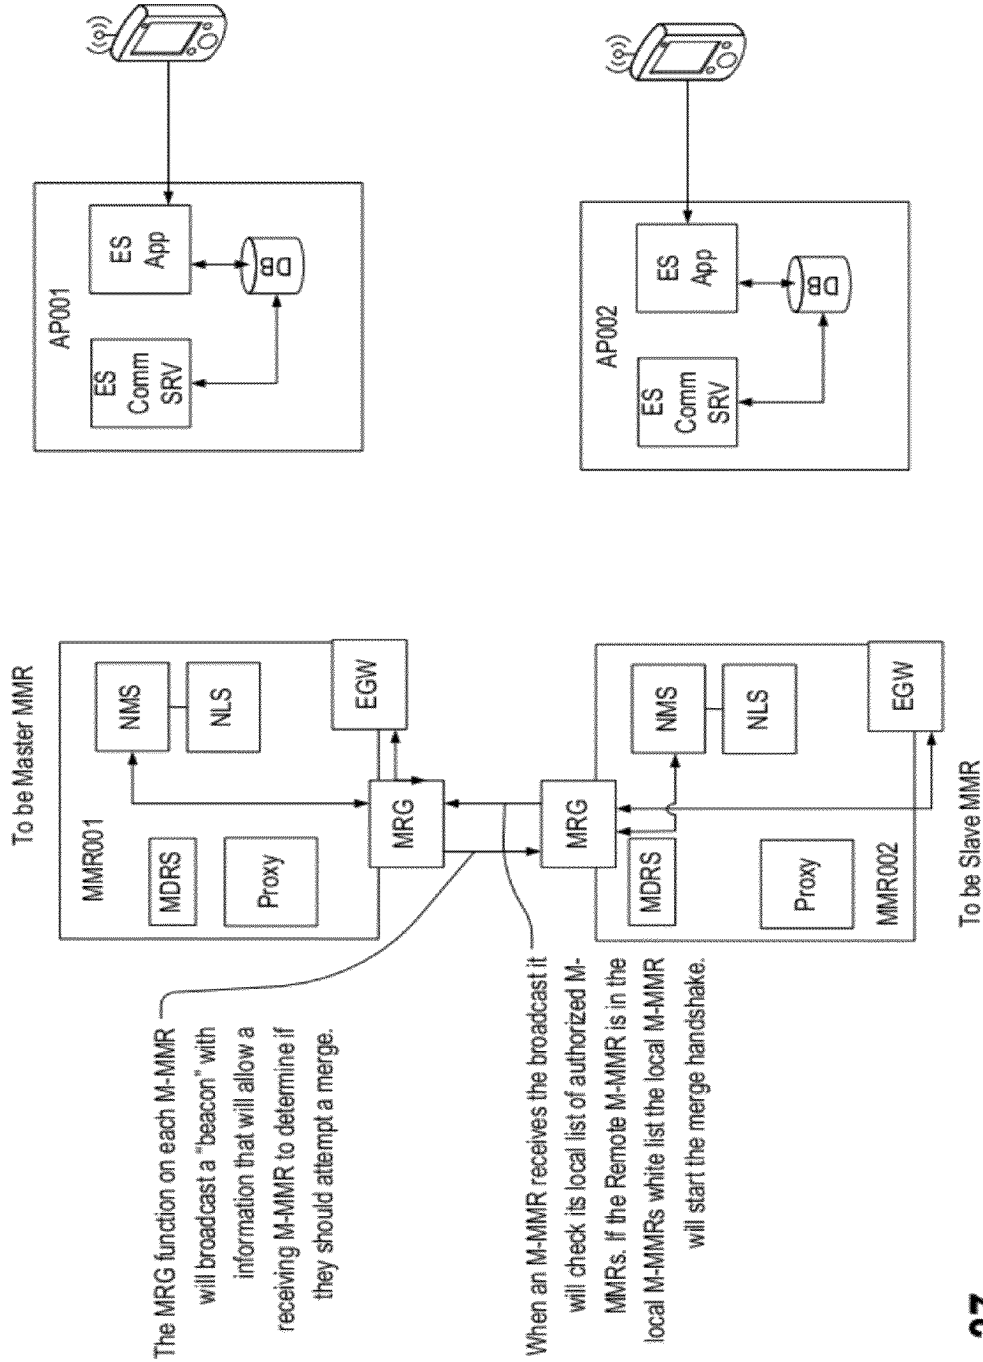 The MRG function on each M-MMR
will broadcast a "beacon" with
information that will allow a
receiving M-MMR to determine if
they should attempt a merge.
When an M-MMR receives the broadcast it
will check its local list of authorized M-
MMRs. If the Remote M-MMR is in the
local M-MMRs white list the local M-MMR
will start the merge handshake.
To be Master MMR
MMR001
MDRS
Proxy
NMS
NLS
EGW
MRG
MRG
MDRS
Proxy
NMS
NLS
EGW
MMR002
To be Slave MMR
AP001
ES
Comm
SRV
ES
App
DB
AP002
ES
Comm
SRV
ES
App
DB